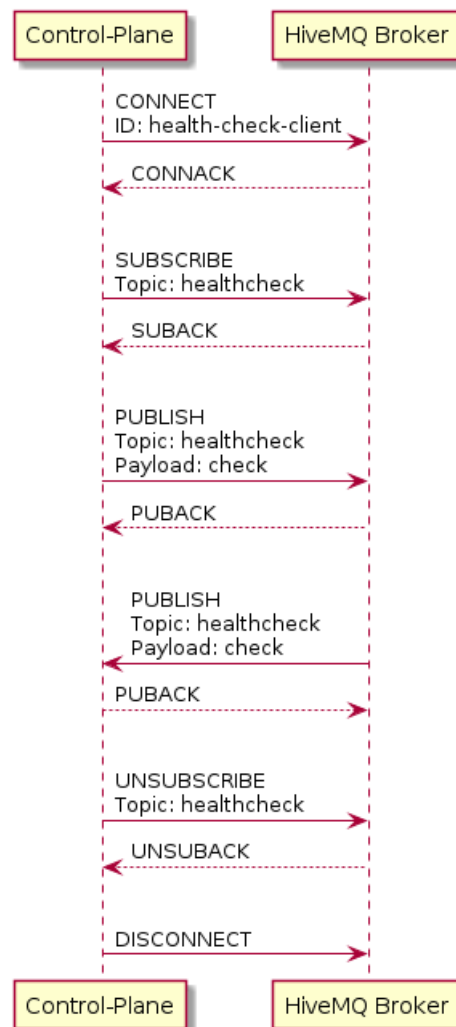 Control-Plane
HiveMQ Broker
CONNECT
ID: health-check-client
CONNACK
SUBSCRIBE
Topic: healthcheck
SUBACK
PUBLISH
Topic: healthcheck
Payload: check
PUBACK
PUBLISH
Topic: healthcheck
Payload: check
PUBACK
UNSUBSCRIBE
Topic: healthcheck
UNSUBACK
DISCONNECT
Control-Plane
HiveMQ Broker